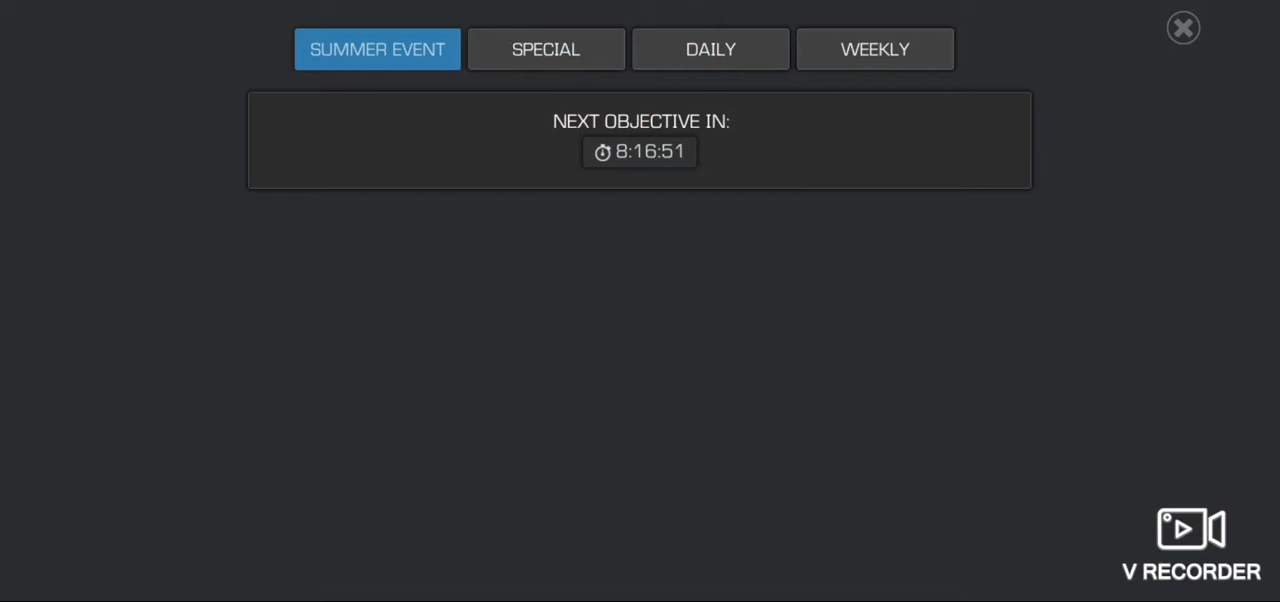 SUMMER EVENT
SPECIAL
DAILY
WEEKLY
NEXT OBJECTIVE IN:
8:16:51
V RECORDER